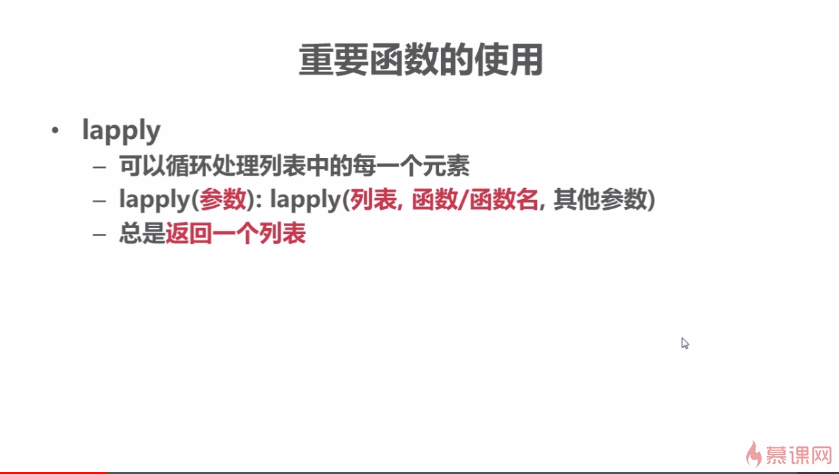 重要函数的使用
• lapply
– 可以循环处理列表中的每一个元素
– lapply(参数): lapply(列表, 函数/函数名, 其他参数)
– 总是返回一个列表
慕课网